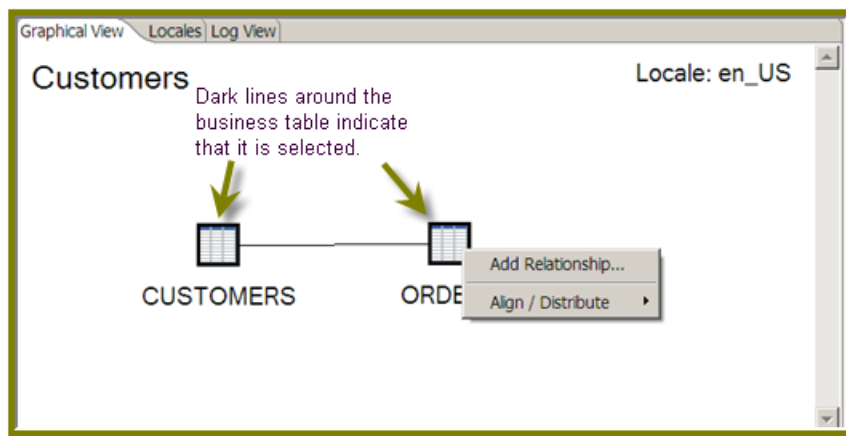 Graphical View Locales Log View
Customers
Locale: en_US
Dark lines around the
business table indicate
that it is selected.
CUSTOMERS
ORDE
Add Relationship...
Align / Distribute